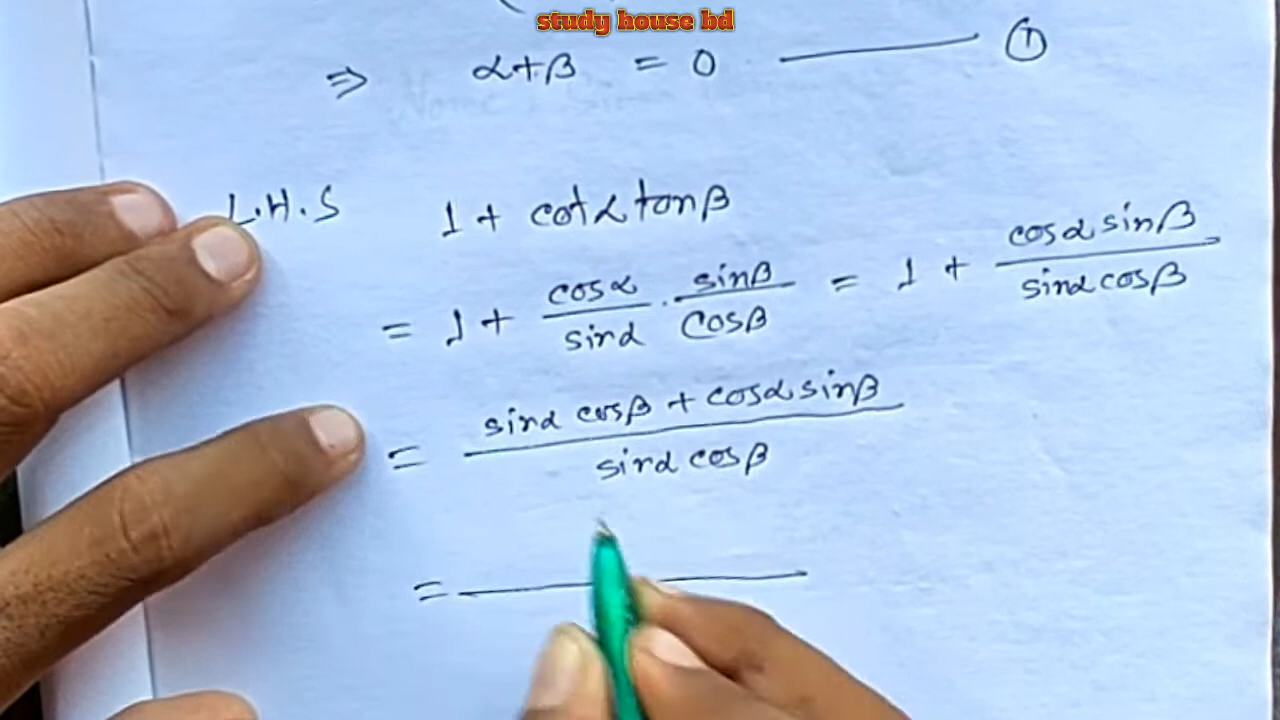 study house bd
⇒ α+β = 0 ——— ①
L.H.S 1 + cotα tanβ
= 1 + cosα/sinα · sinβ/cosβ = 1 + cosα sinβ/sinα cosβ
= sinα cosβ + cosα sinβ/sinα cosβ
=